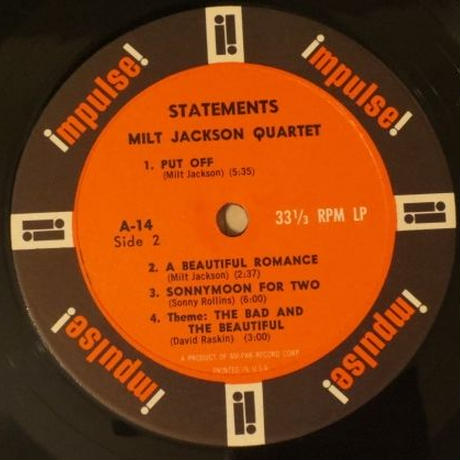 impulse!
impulse!
STATEMENTS
MILT JACKSON QUARTET
1. PUT OFF
(Milt Jackson) (5:35)
A-14
Side 2
33 1/3 RPM LP
2. A BEAUTIFUL ROMANCE
(Milt Jackson) (2:37)
3. SONNYMOON FOR TWO
(Sonny Rollins) (6:00)
4. Theme: THE BAD AND
THE BEAUTIFUL
(David Raskin) (3:00)
A PRODUCT OF AM-PAR RECORD CORP.
PRINTED IN U.S.A.
impulse!
impulse!